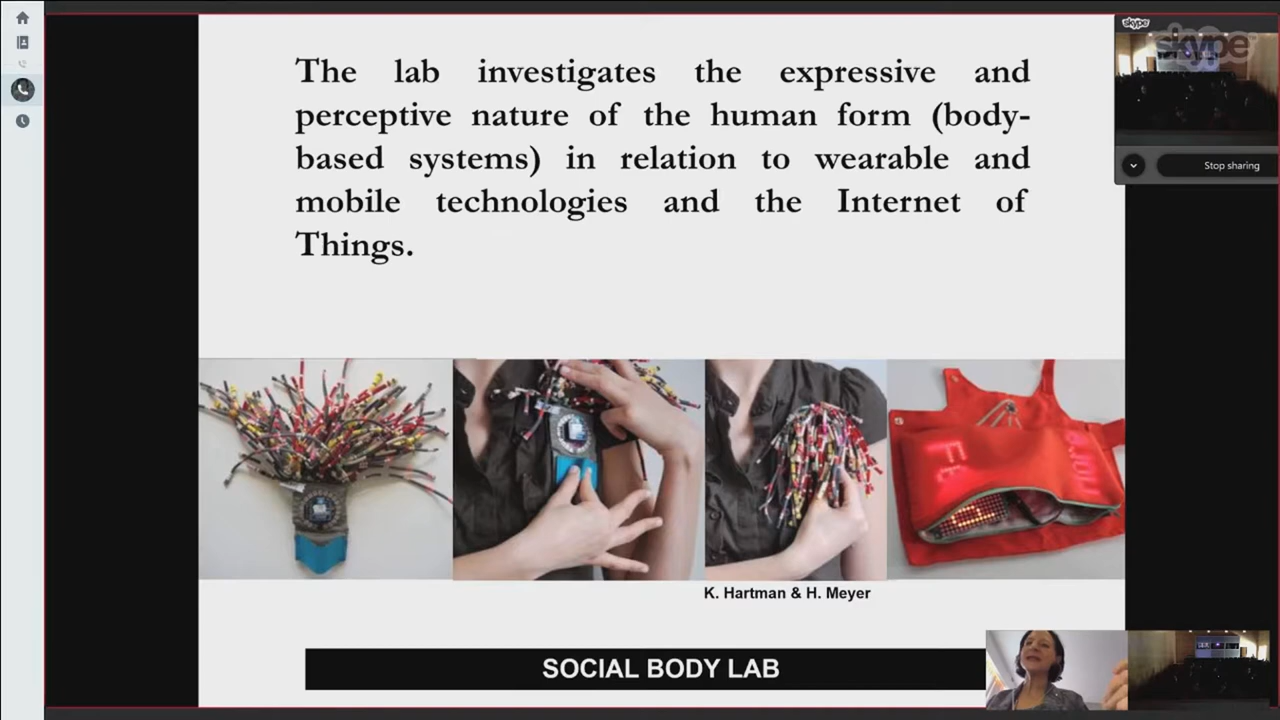 The lab investigates the expressive and
perceptive nature of the human form (body-
based systems) in relation to wearable and
mobile technologies and the Internet of
Things.
K. Hartman & H. Meyer
SOCIAL BODY LAB
skype
skype
Stop sharing